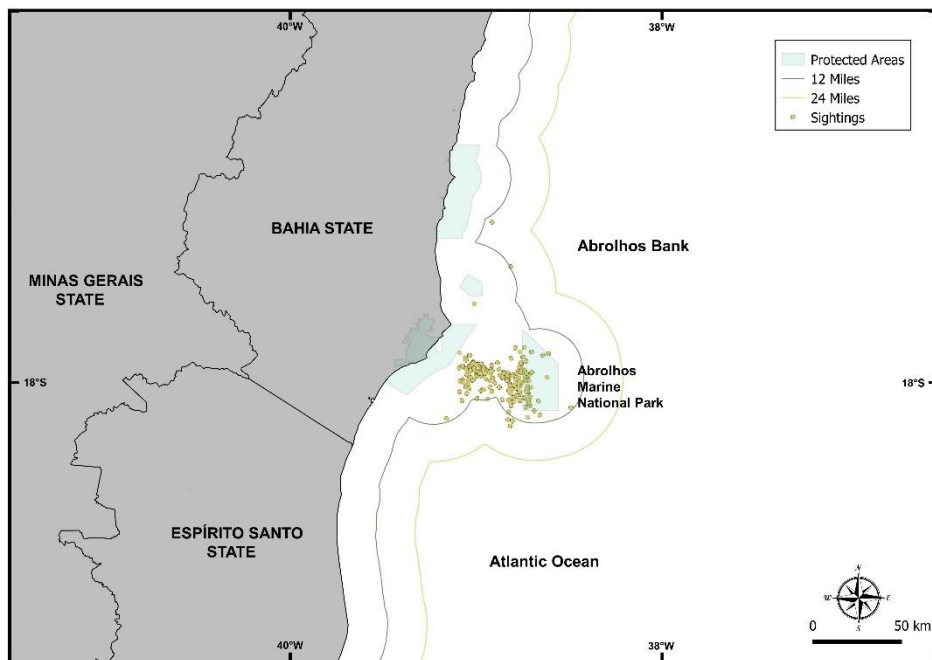 40°W
38°W
Protected Areas
12 Miles
24 Miles
Sightings
BAHIA STATE
Abrolhos Bank
MINAS GERAIS
STATE
18°S
Abrolhos
Marine
National Park
18°S
ESPÍRITO SANTO
STATE
Atlantic Ocean
N
W
E
S
0
50 km
40°W
38°W